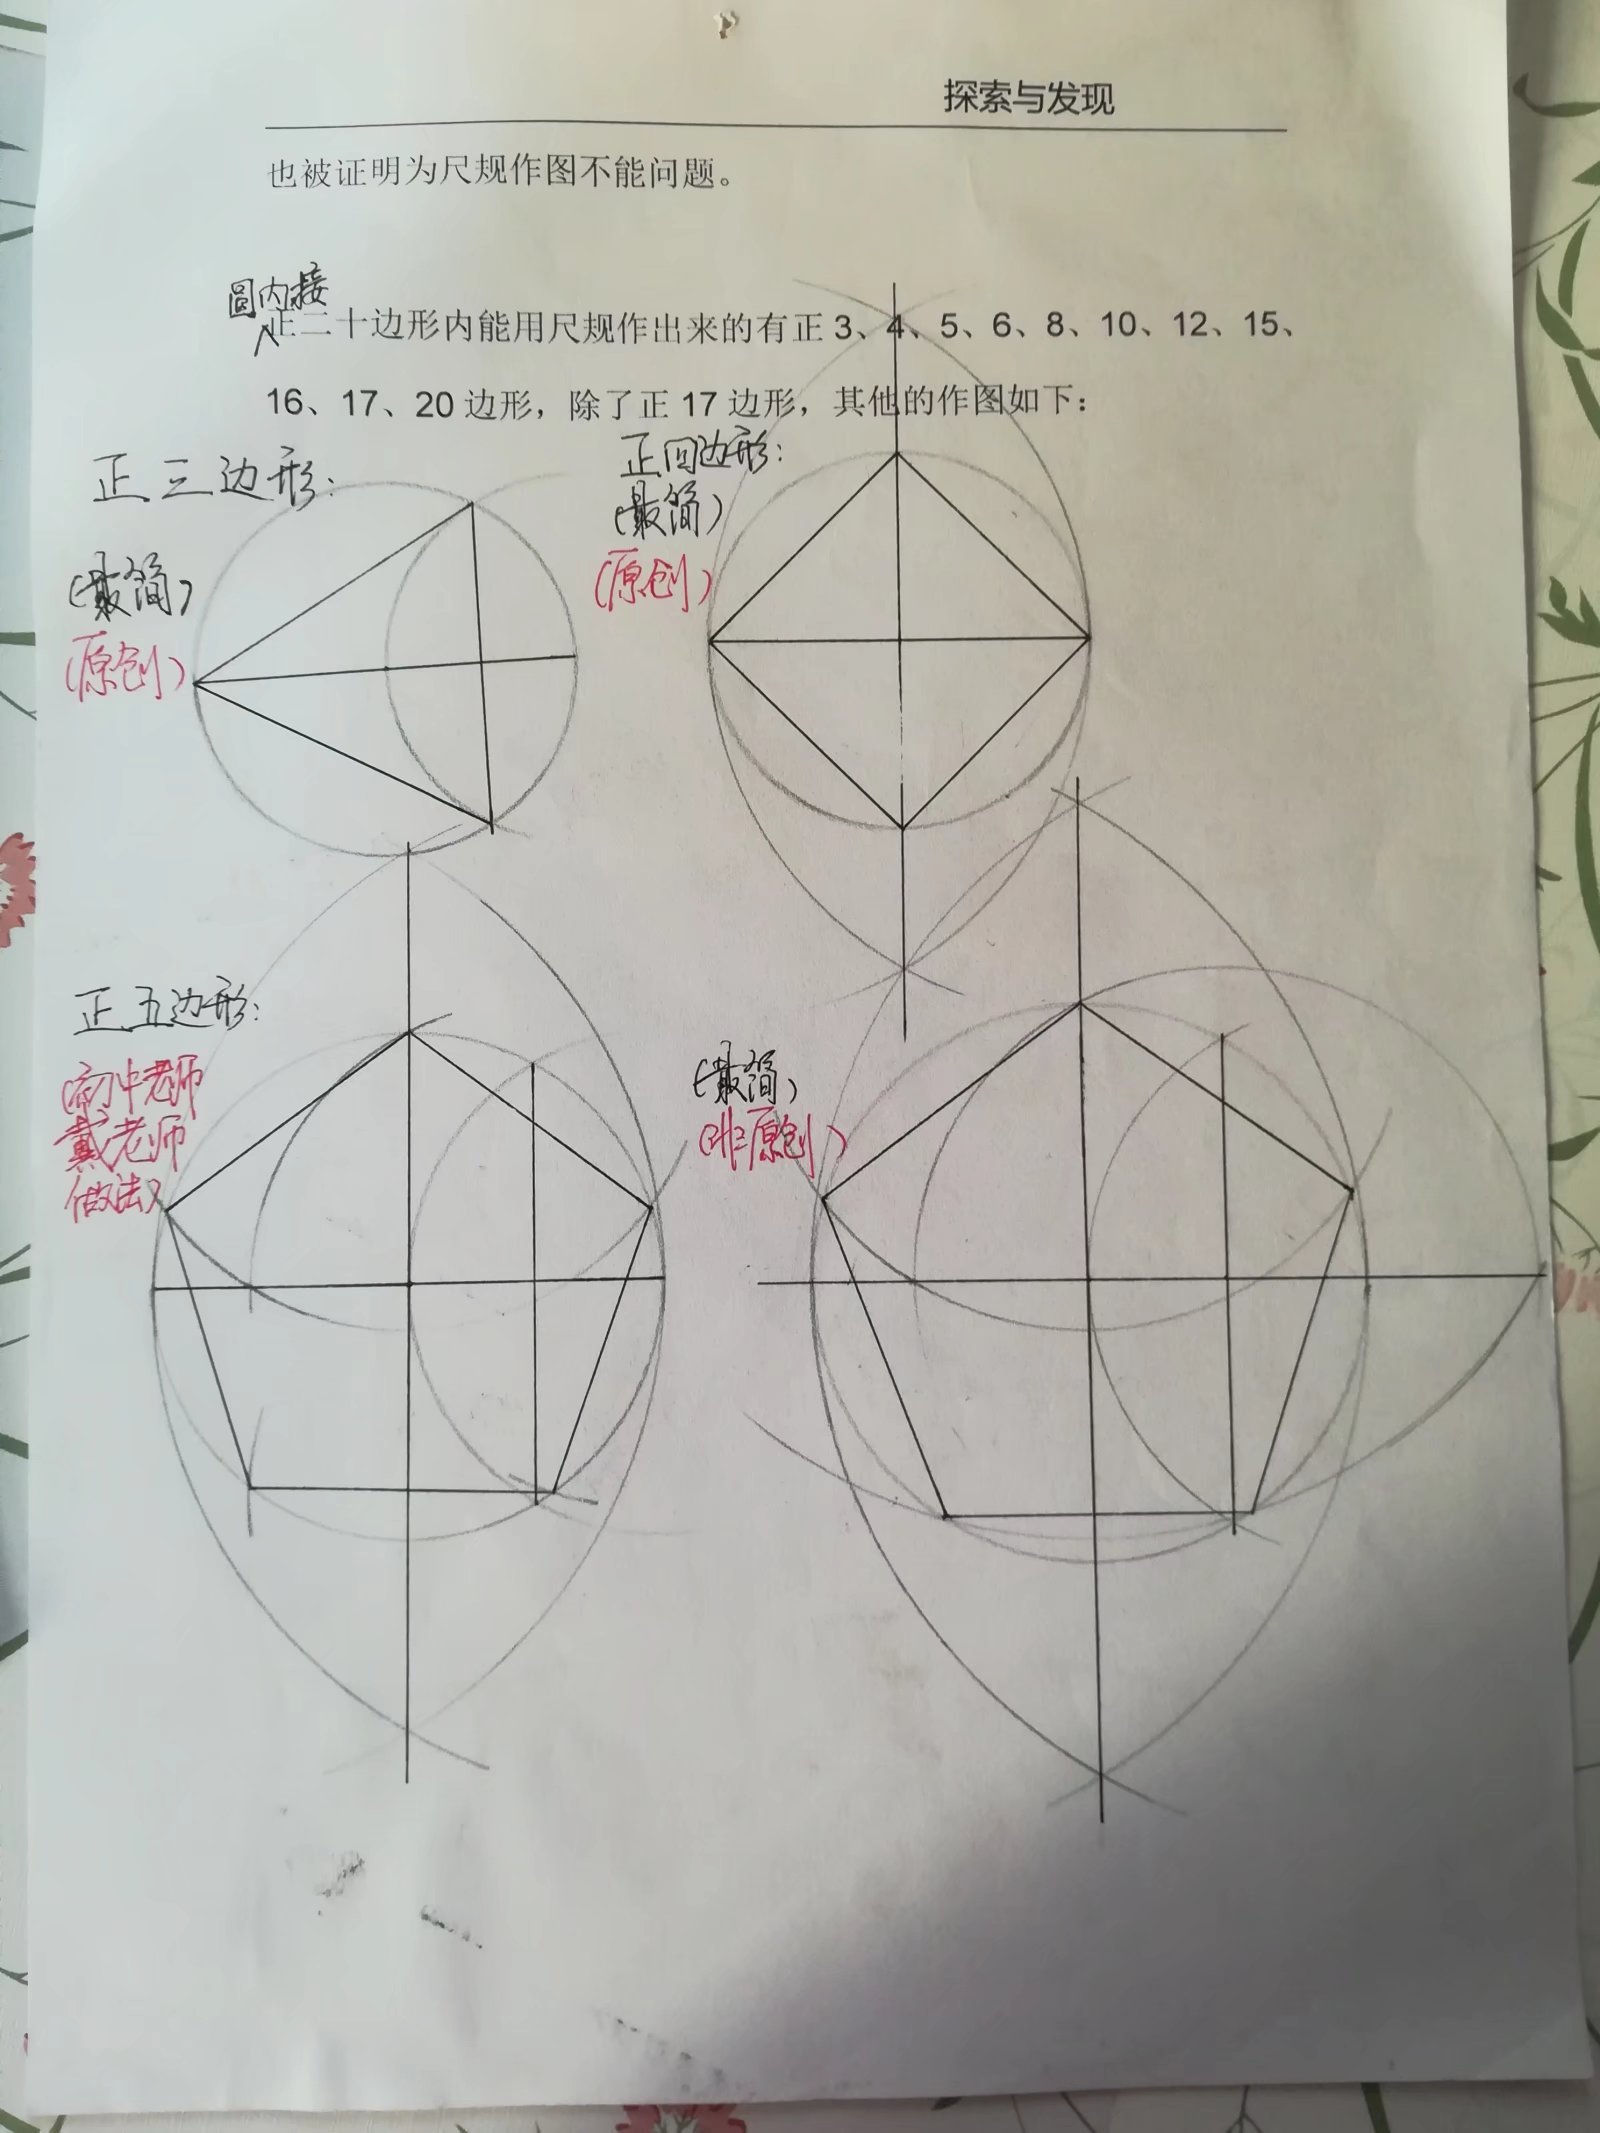 探索与发现
也被证明为尺规作图不能问题。
圆内接
正二十边形内能用尺规作出来的有正 3、4、5、6、8、10、12、15、
16、17、20 边形，除了正 17 边形，其他的作图如下：
正三边形：
（最简）
（原创）
正四边形：
（最简）
（原创）
正五边形：
（初中老师
戴老师
做法）
（最简）
（非原创）